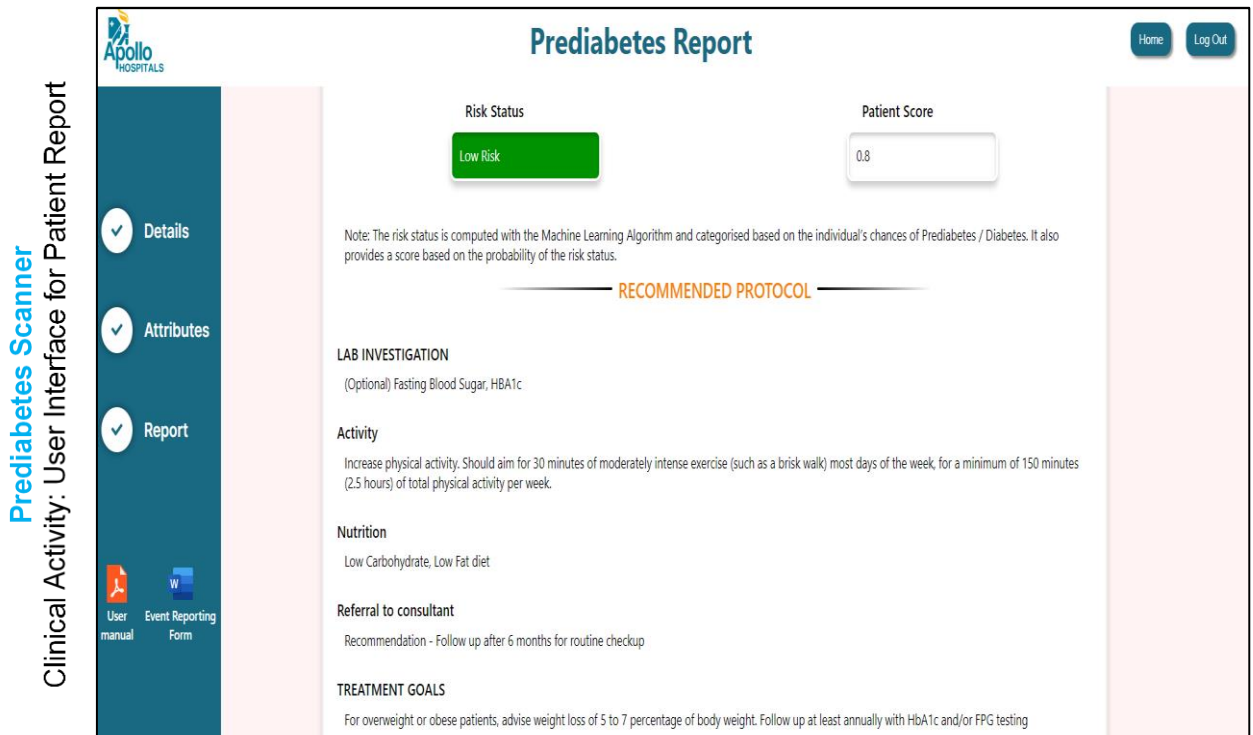 Prediabetes Scanner
Clinical Activity: User Interface for Patient Report
Apollo
HOSPITALS
Prediabetes Report
Home
Log Out
Details
Attributes
Report
User
manual
Event Reporting
Form
W
Risk Status
Patient Score
Low Risk
0.8
Note: The risk status is computed with the Machine Learning Algorithm and categorised based on the individual's chances of Prediabetes / Diabetes. It also
provides a score based on the probability of the risk status.
RECOMMENDED PROTOCOL
LAB INVESTIGATION
(Optional) Fasting Blood Sugar, HBA1c
Activity
Increase physical activity. Should aim for 30 minutes of moderately intense exercise (such as a brisk walk) most days of the week, for a minimum of 150 minutes
(2.5 hours) of total physical activity per week.
Nutrition
Low Carbohydrate, Low Fat diet
Referral to consultant
Recommendation - Follow up after 6 months for routine checkup
TREATMENT GOALS
For overweight or obese patients, advise weight loss of 5 to 7 percentage of body weight. Follow up at least annually with HbA1c and/or FPG testing